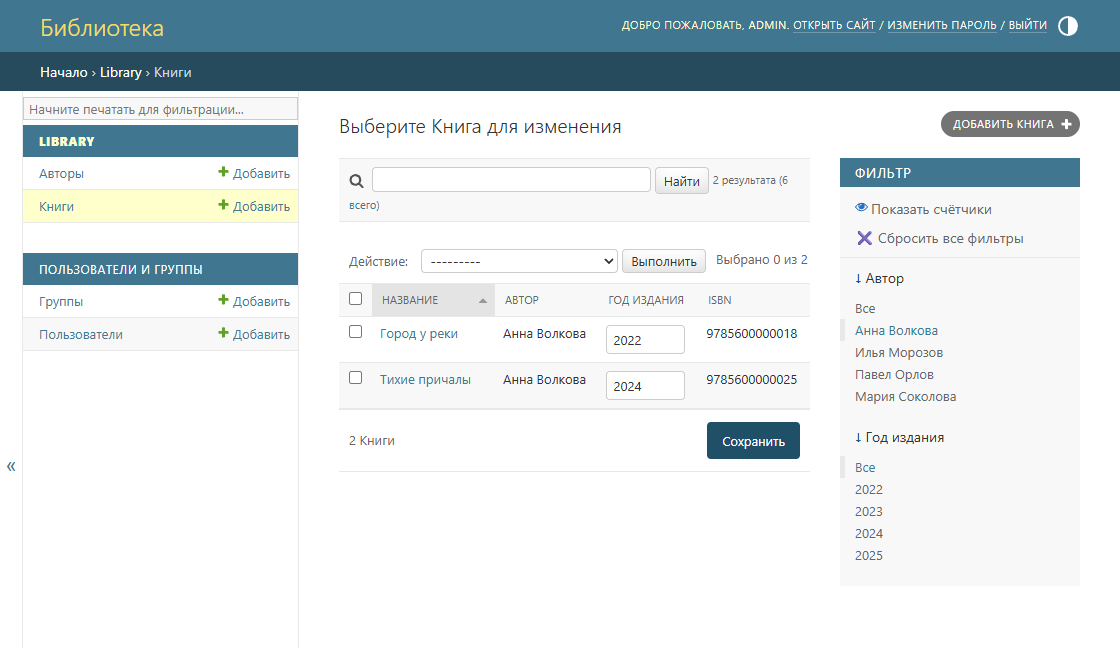 Библиотека
ДОБРО ПОЖАЛОВАТЬ, ADMIN. ОТКРЫТЬ САЙТ / ИЗМЕНИТЬ ПАРОЛЬ / ВЫЙТИ
Начало › Library › Книги
Начните печатать для фильтрации...
LIBRARY
Авторы Добавить
Книги Добавить
ПОЛЬЗОВАТЕЛИ И ГРУППЫ
Группы Добавить
Пользователи Добавить
«
Выберите Книга для изменения
ДОБАВИТЬ КНИГА
Найти 2 результата (6
всего)
Действие: --------- Выполнить Выбрано 0 из 2
НАЗВАНИЕ АВТОР ГОД ИЗДАНИЯ ISBN
Город у реки Анна Волкова 2022 9785600000018
Тихие причалы Анна Волкова 2024 9785600000025
2 Книги Сохранить
ФИЛЬТР
Показать счётчики
Сбросить все фильтры
↓ Автор
Все
Анна Волкова
Илья Морозов
Павел Орлов
Мария Соколова
↓ Год издания
Все
2022
2023
2024
2025